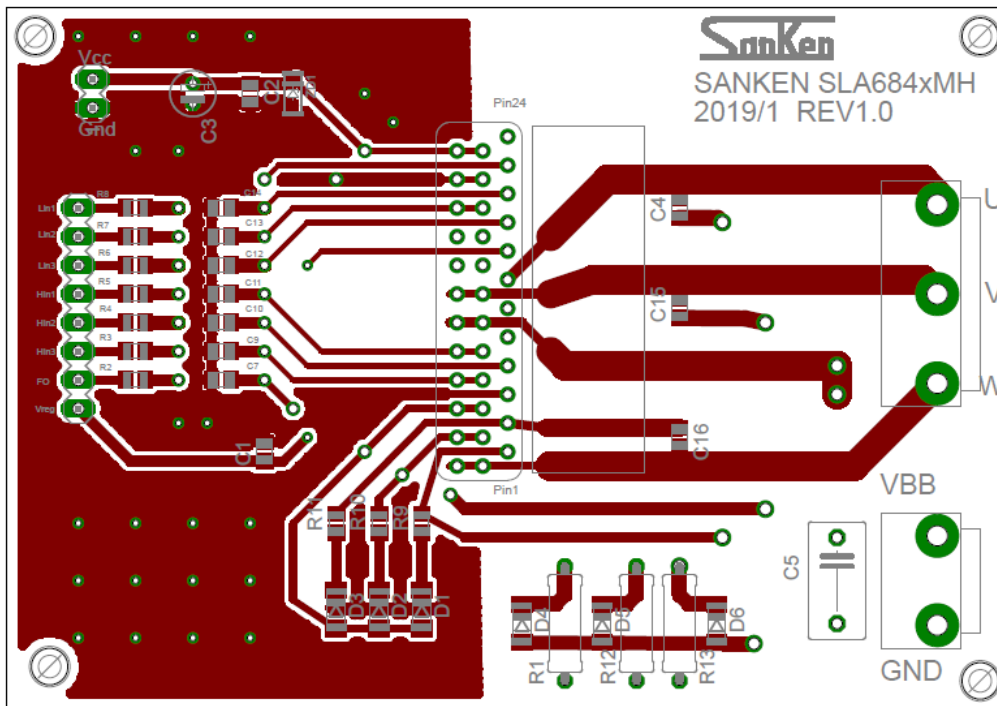 SanKen
SANKEN SLA684xMH
2019/1 REV1.0
Vcc
Gnd
C3
C2
Pin24
R8
Lin1
C14
R7
Lin2
C13
R6
Lin3
C12
R5
Hin1
C11
R4
Hin2
C10
R3
Hin3
C9
R2
FO
C7
Vreg
C1
C4
C15
C16
U
V
W
Pin1
VBB
GND
R11
R10
R9
D3
D2
D1
D4
D5
D6
R1
R12
R13
C5